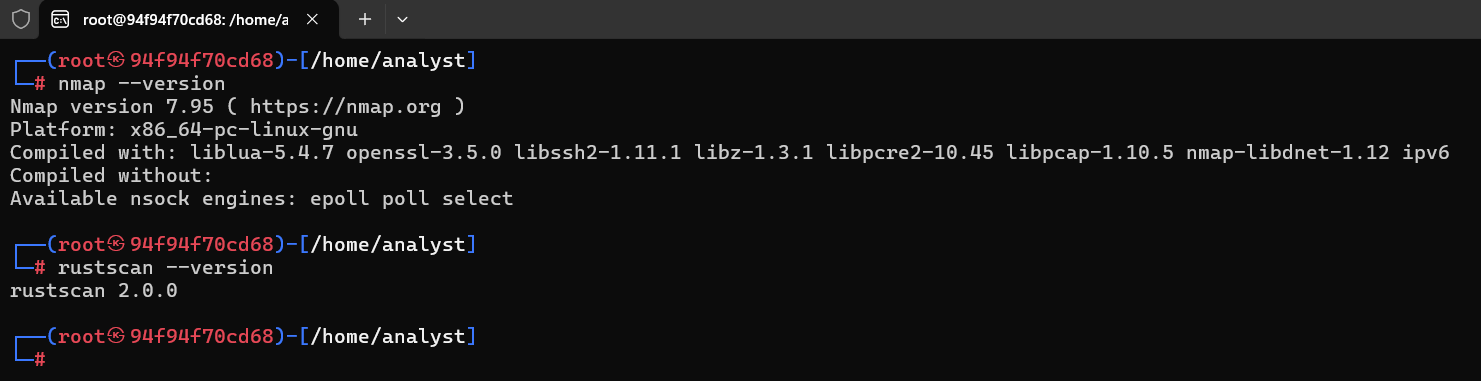 root@94f94f70cd68: /home/a
┌──(root㉿94f94f70cd68)-[/home/analyst]
└─# nmap --version
Nmap version 7.95 ( https://nmap.org )
Platform: x86_64-pc-linux-gnu
Compiled with: liblua-5.4.7 openssl-3.5.0 libssh2-1.11.1 libz-1.3.1 libpcre2-10.45 libpcap-1.10.5 nmap-libdnet-1.12 ipv6
Compiled without:
Available nsock engines: epoll poll select
┌──(root㉿94f94f70cd68)-[/home/analyst]
└─# rustscan --version
rustscan 2.0.0
┌──(root㉿94f94f70cd68)-[/home/analyst]
└─#